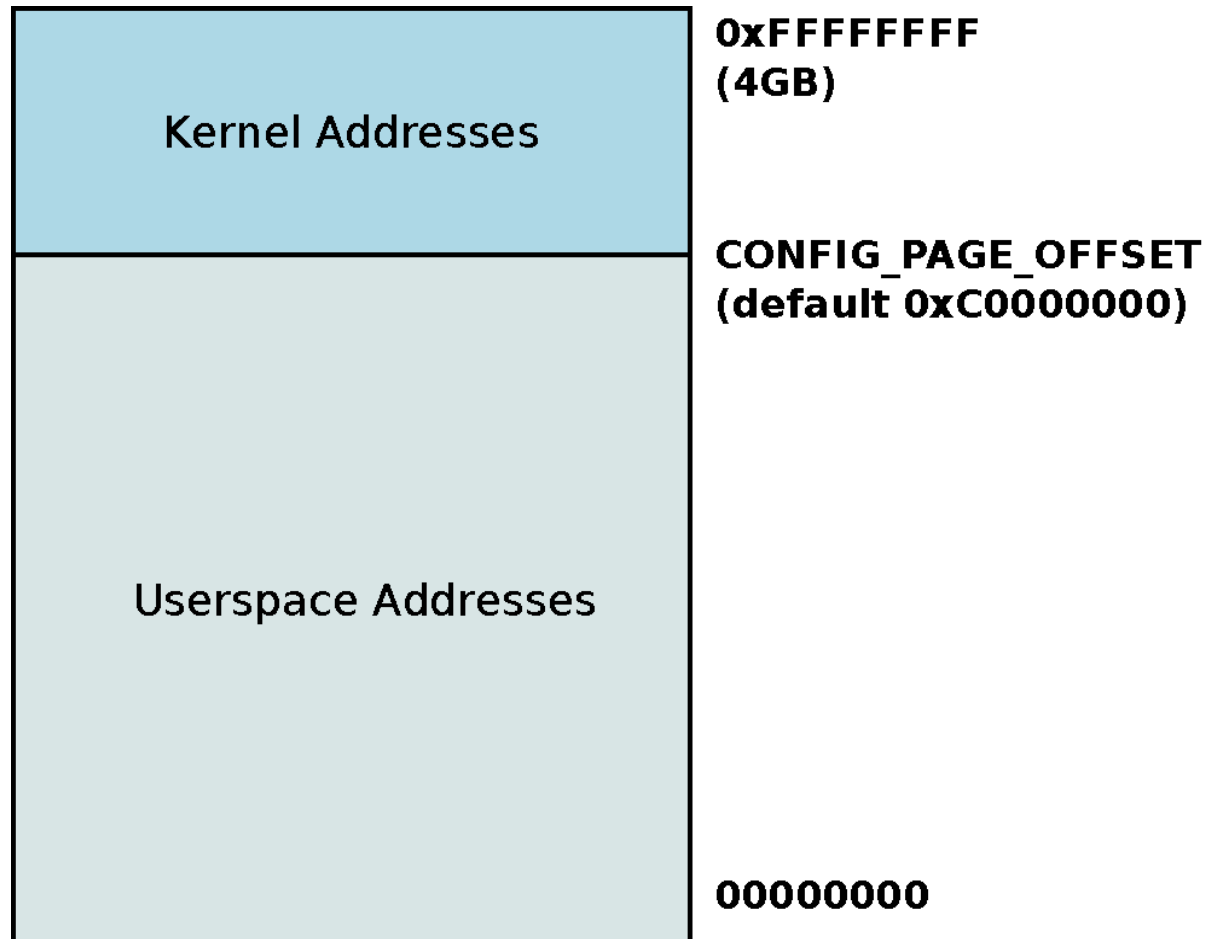 0xFFFFFFFF
(4GB)
Kernel Addresses
CONFIG_PAGE_OFFSET
(default 0xC0000000)
Userspace Addresses
00000000